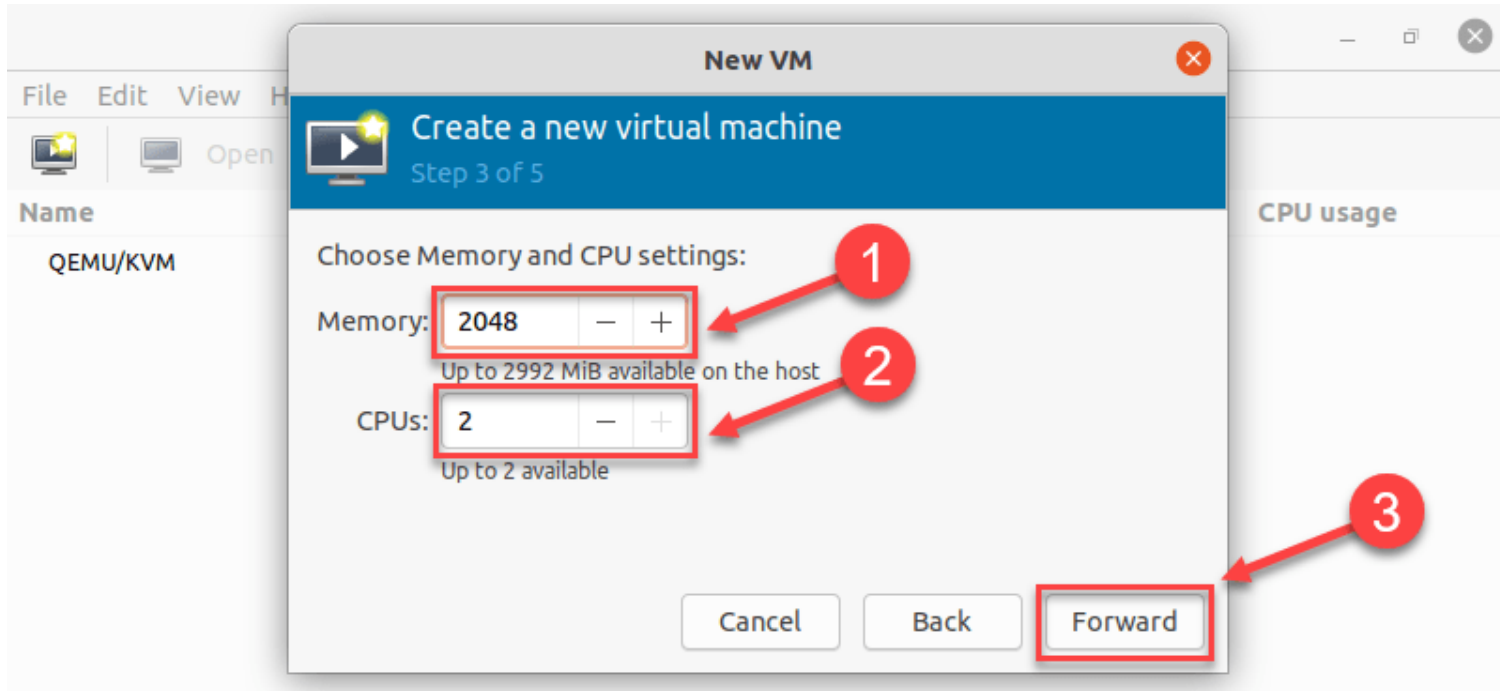 New VM
File Edit View H
Create a new virtual machine
Step 3 of 5
Open
Name
CPU usage
QEMU/KVM
Choose Memory and CPU settings:
1
Memory: 2048 − +
Up to 2992 MiB available on the host
2
CPUs: 2 − +
Up to 2 available
3
Cancel Back Forward